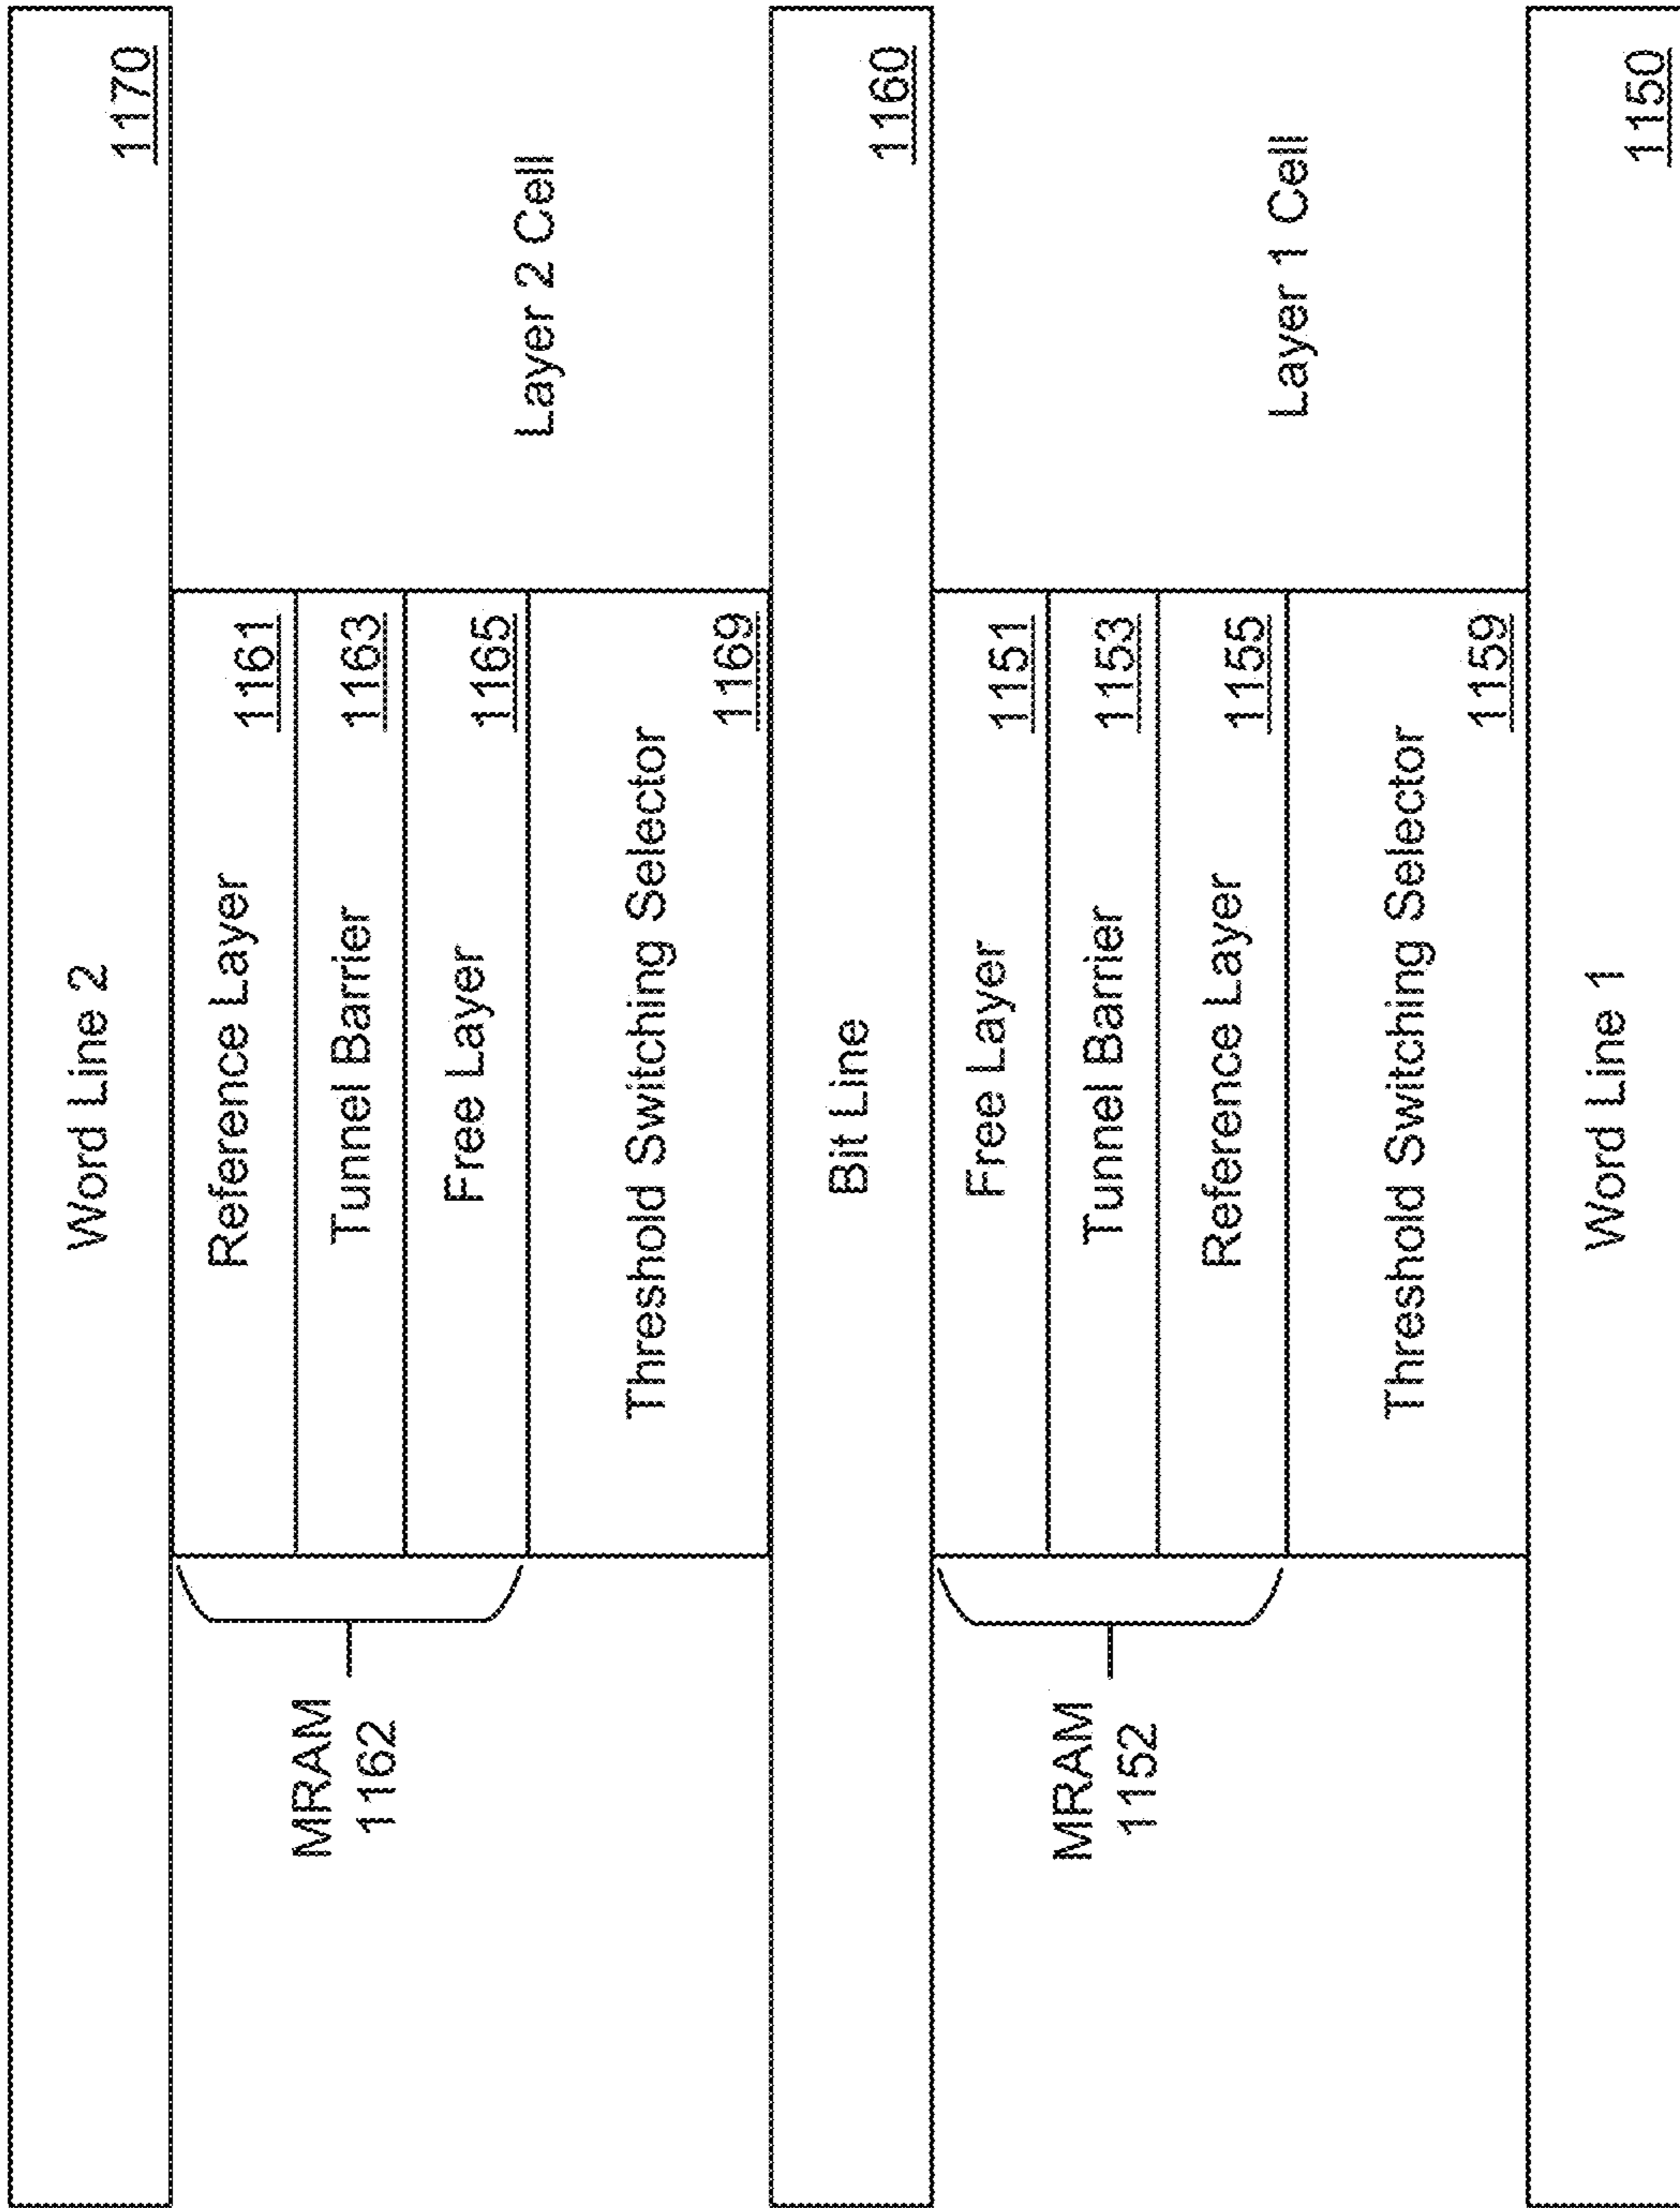 Word Line 2
1170
Reference Layer
1161
Tunnel Barrier
1163
Free Layer
1165
MRAM
1162
Threshold Switching Selector
1169
Layer 2 Cell
Bit Line
1160
Free Layer
1151
Tunnel Barrier
1153
Reference Layer
1155
MRAM
1152
Threshold Switching Selector
1159
Layer 1 Cell
Word Line 1
1150